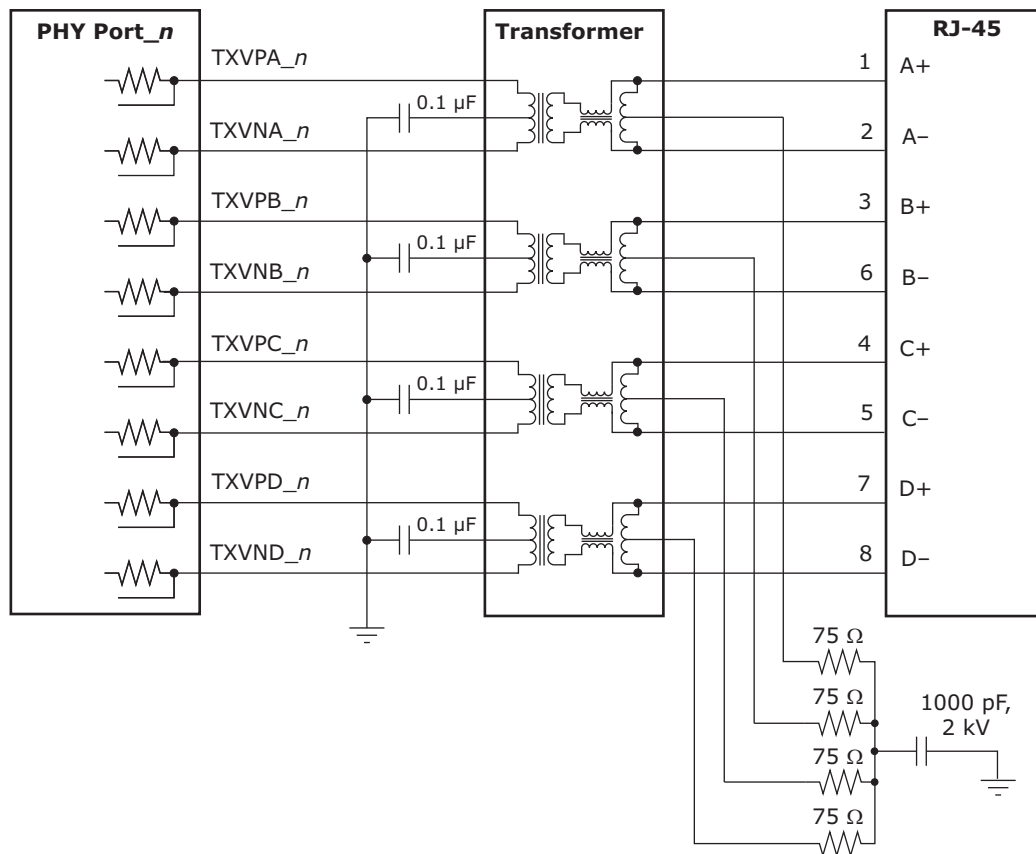 PHY Port_n
Transformer
RJ-45
TXVPA_n
1
A+
0.1 µF
TXVNA_n
2
A–
TXVPB_n
3
B+
0.1 µF
TXVNB_n
6
B–
TXVPC_n
4
C+
0.1 µF
TXVNC_n
5
C–
TXVPD_n
7
D+
0.1 µF
TXVND_n
8
D–
75 Ω
75 Ω
1000 pF,
2 kV
75 Ω
75 Ω